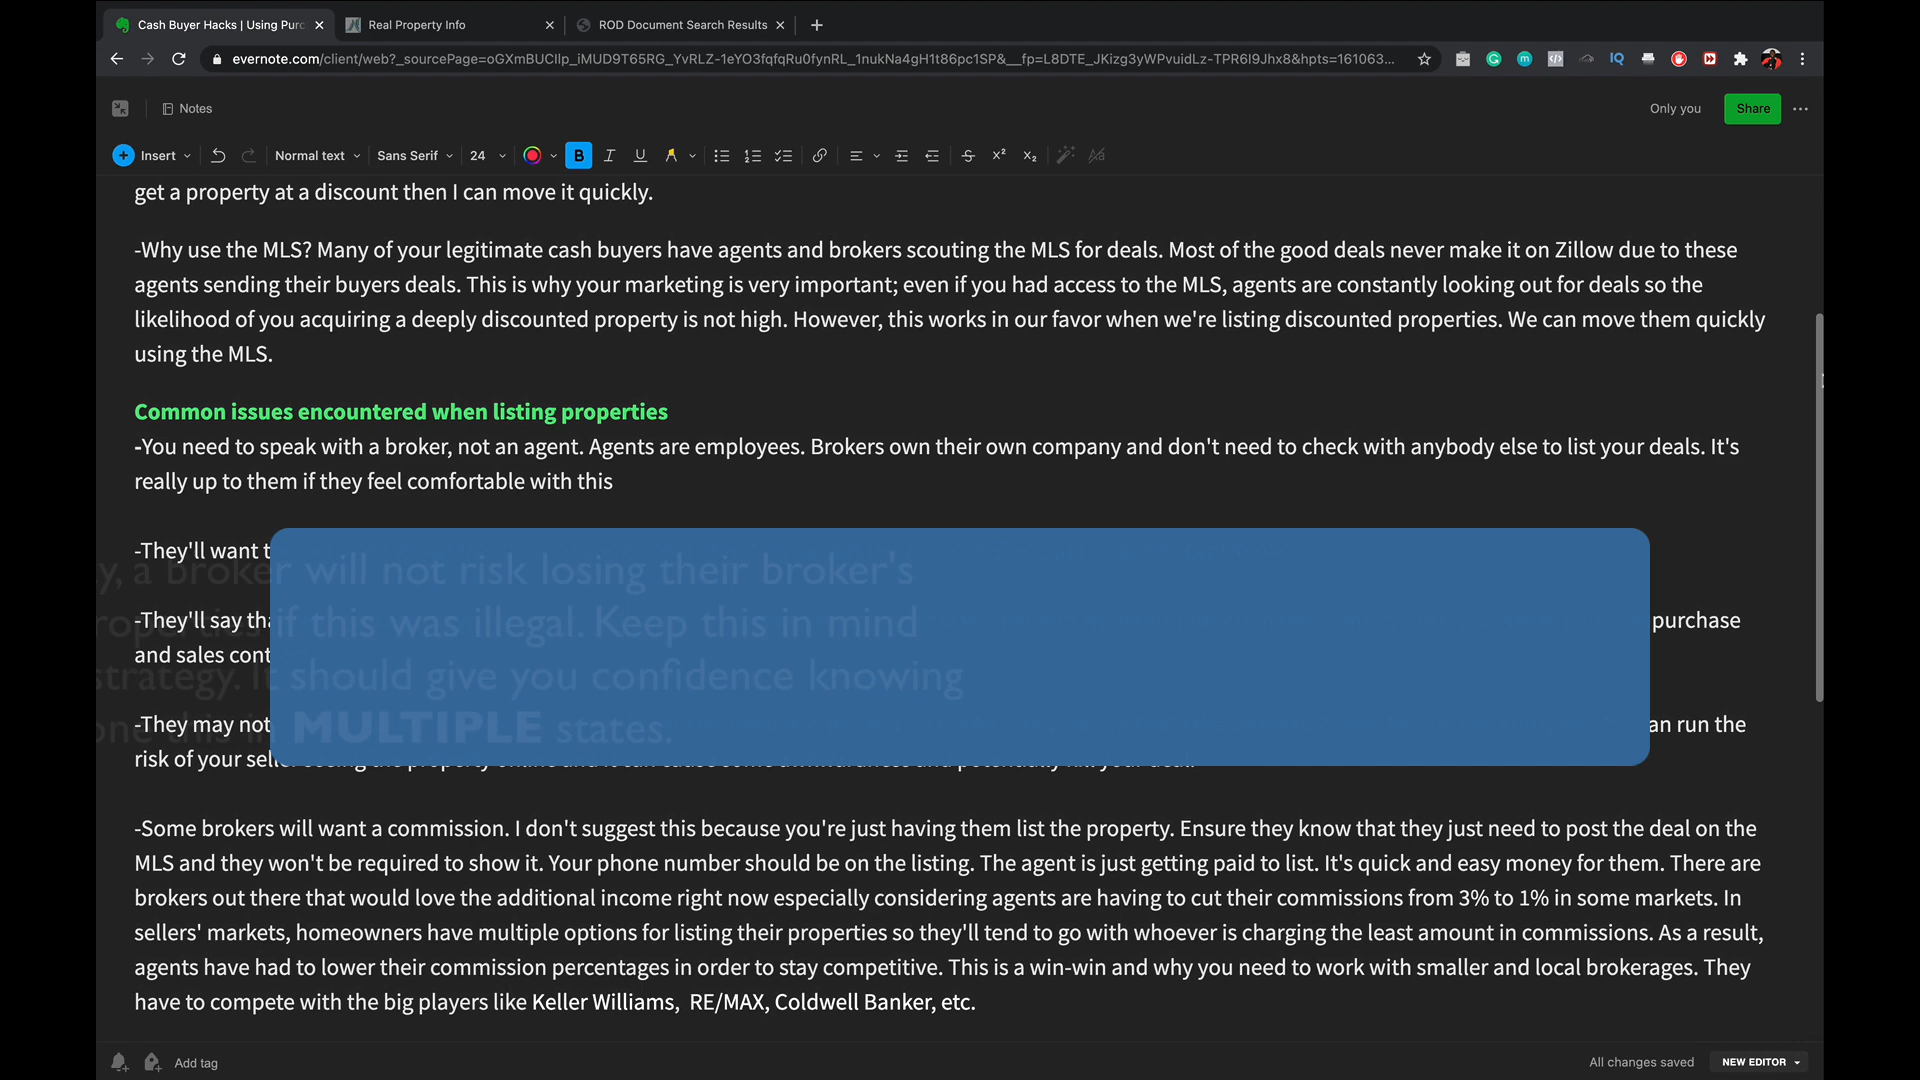 Cash Buyer Hacks | Using Purc
Real Property Info
ROD Document Search Results
evernote.com/client/web?_sourcePage=oGXmBUCIlp_iMUD9T65RG_YvRLZ-1eYO3fqfqRu0fynRL_1nukNa4gH1t86pc1SP&__fp=L8DTE_JKizg3yWPvuidLz-TPR6I9Jhx8&hpts=161063...
Notes
Only you
Share
Insert
Normal text
Sans Serif
24
get a property at a discount then I can move it quickly.
-Why use the MLS? Many of your legitimate cash buyers have agents and brokers scouting the MLS for deals. Most of the good deals never make it on Zillow due to these
agents sending their buyers deals. This is why your marketing is very important; even if you had access to the MLS, agents are constantly looking out for deals so the
likelihood of you acquiring a deeply discounted property is not high. However, this works in our favor when we're listing discounted properties. We can move them quickly
using the MLS.
Common issues encountered when listing properties
-You need to speak with a broker, not an agent. Agents are employees. Brokers own their own company and don't need to check with anybody else to list your deals. It's
really up to them if they feel comfortable with this
-They'll want
y, a broker will not risk losing their broker's
-They'll say
if this was illegal. Keep this in mind
purchase
and sales
strategy. It should give you confidence knowing
-They may not
this in MULTIPLE states.
run the
risk of your
-Some brokers will want a commission. I don't suggest this because you're just having them list the property. Ensure they know that they just need to post the deal on the
MLS and they won't be required to show it. Your phone number should be on the listing. The agent is just getting paid to list. It's quick and easy money for them. There are
brokers out there that would love the additional income right now especially considering agents are having to cut their commissions from 3% to 1% in some markets. In
sellers' markets, homeowners have multiple options for listing their properties so they'll tend to go with whoever is charging the least amount in commissions. As a result,
agents have had to lower their commission percentages in order to stay competitive. This is a win-win and why you need to work with smaller and local brokerages. They
have to compete with the big players like Keller Williams, RE/MAX, Coldwell Banker, etc.
Add tag
All changes saved
NEW EDITOR